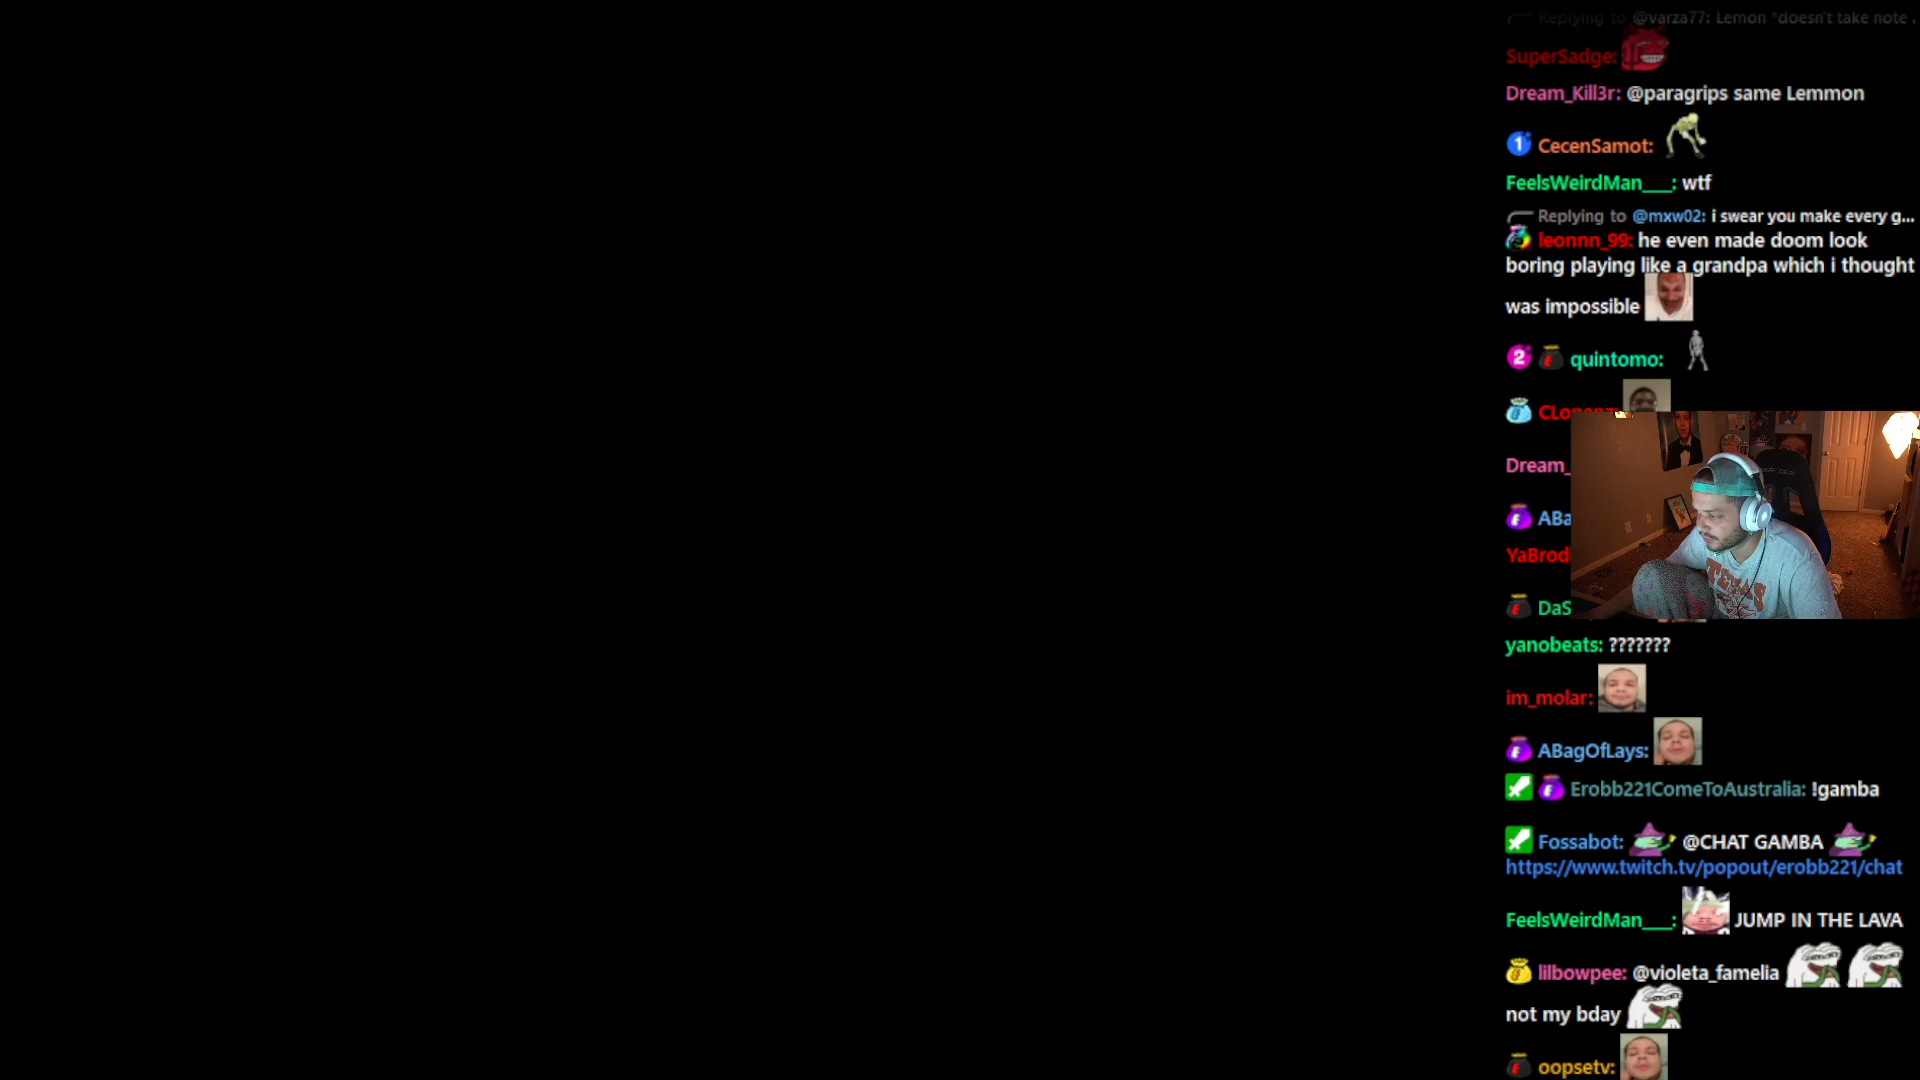 Replying to @varza77: Lemon *doesn't take note .
SuperSadge:
Dream_Kill3r: @paragrips same Lemmon
1 CecenSamot:
FeelsWeirdMan___: wtf
Replying to @mxw02: i swear you make every g...
leonnn_99: he even made doom look
boring playing like a grandpa which i thought
was impossible
2 E quintomo:
Dream_
E ABa
YaBrod
E DaS
yanobeats: ???????
im_molar:
E ABagOfLays:
E Erobb221ComeToAustralia: !gamba
Fossabot: @CHAT GAMBA
https://www.twitch.tv/popout/erobb221/chat
FeelsWeirdMan___: JUMP IN THE LAVA
lilbowpee: @violeta_famelia
not my bday
E oopsetv: